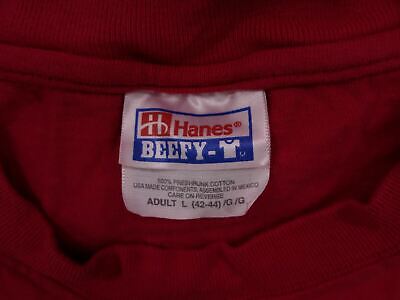 H Hanes®
BEEFY-T
100% PRESHRUNK COTTON
USA MADE COMPONENTS, ASSEMBLED IN MEXICO
CARE ON REVERSE
ADULT L (42-44)/G/G